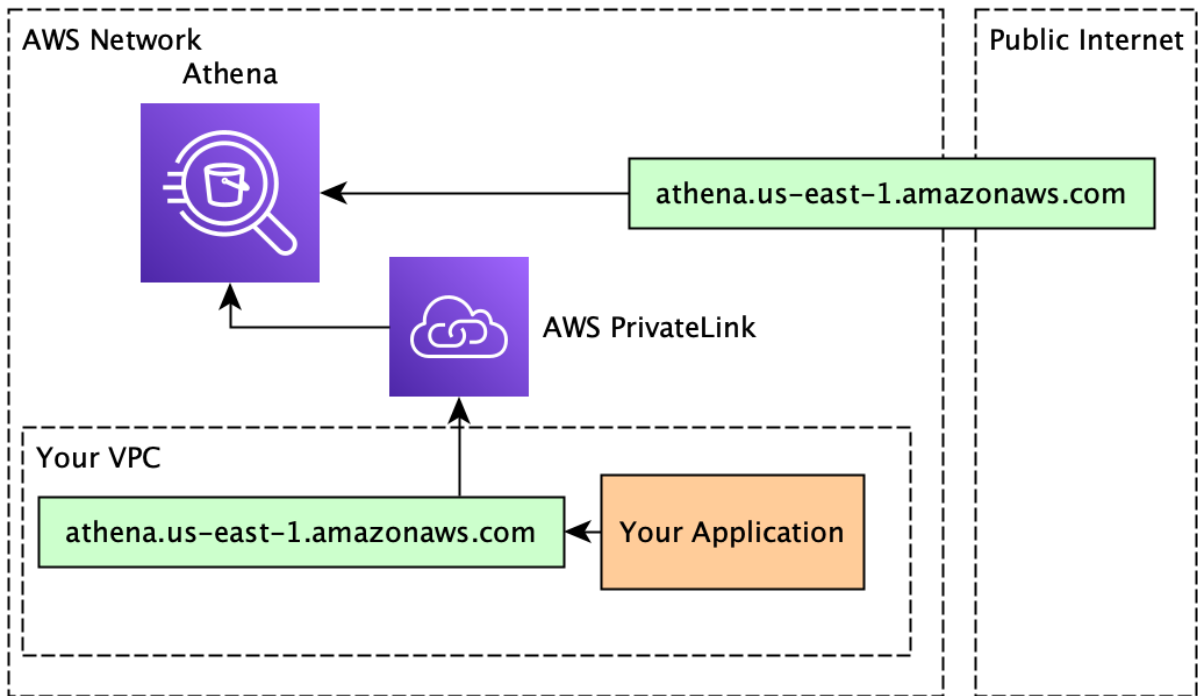 AWS Network
Public Internet
Athena
athena.us-east-1.amazonaws.com
AWS PrivateLink
Your VPC
athena.us-east-1.amazonaws.com
Your Application